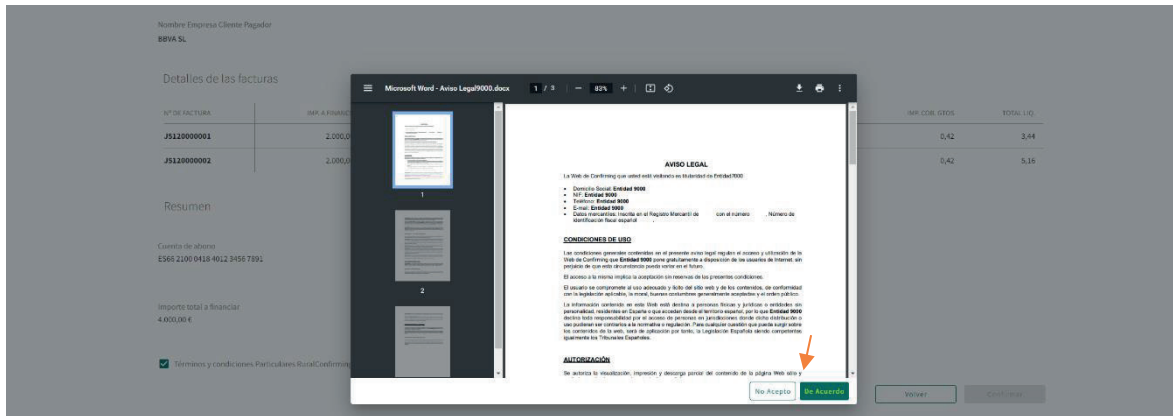 Nombre Empresa Cliente Pagador
BBVA SL
Detalles de las facturas
Nº DE FACTURA IMP. A FINANC IMP. COB. GTOS. TOTAL LIQ.
J5120000001 2.000,0 0,42 3,44
J5120000002 2.000,0 0,42 5,16
Resumen
Cuenta de abono
ES66 2100 0418 4012 3456 7891
Importe total a financiar
4.000,00 €
Términos y condiciones Particulares RuralConfirming
Microsoft Word - Aviso Legal9000.docx 1 / 3 83%
1
2
AVISO LEGAL
La Web de Confirming que usted está visitando es titularidad de Entidad9000
• Domicilio Social: Entidad 9000
• NIF: Entidad 9000
• Teléfono: Entidad 9000
• E-mail: Entidad 9000
• Datos mercantiles: Inscrita en el Registro Mercantil de con el número , Número de
identificación fiscal español .
CONDICIONES DE USO
Las condiciones generales contenidas en el presente aviso legal regulan el acceso y utilización de la
Web de Confirming que Entidad 9000 pone gratuitamente a disposición de los usuarios de Internet, sin
perjuicio de que esta circunstancia pueda variar en el futuro.
El acceso a la misma implica la aceptación sin reservas de las presentes condiciones.
El usuario se compromete al uso adecuado y lícito del sitio web y de los contenidos, de conformidad
con la legislación aplicable, la moral, buenas costumbres generalmente aceptadas y el orden público.
La información contenida en este Web está destina a personas físicas y jurídicas o entidades sin
personalidad, residentes en España o que accedan desde el territorio español, por lo que Entidad 9000
declina toda responsabilidad por el acceso de personas en jurisdicciones donde dicha distribución o
uso pudieran ser contrarios a la normativa o regulación. Para cualquier cuestión que pueda surgir sobre
los contenidos de la web, será de aplicación por tanto, la Legislación Española siendo competentes
igualmente los Tribunales Españoles.
AUTORIZACIÓN
Se autoriza la visualización, impresión y descarga parcial del contenido de la página Web sólo y
No Acepto De Acuerdo
Volver Confirmar